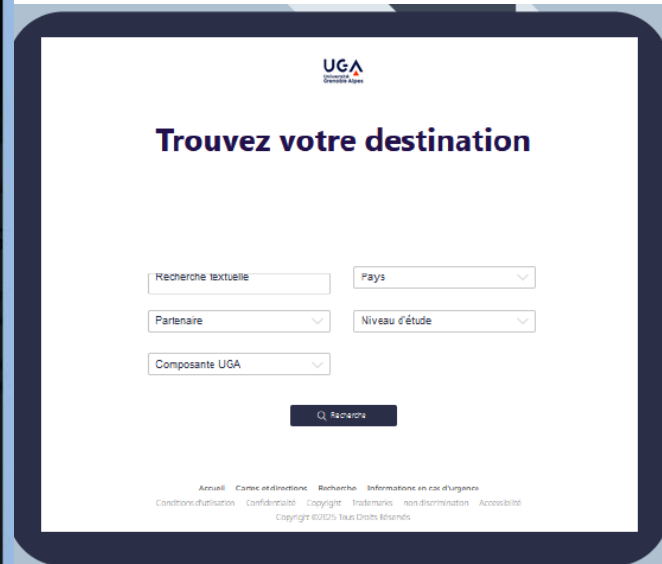 UGA
Université
Grenoble Alpes
Trouvez votre destination
Recherche textuelle
Pays
Partenaire
Niveau d'étude
Composante UGA
Recherche
Accueil Cartes et directions Recherche Informations en cas d'urgence
Conditions d'utilisation Confidentialité Copyright Trademarks non discrimination Accessibilité
Copyright ©2025 Tous Droits Réservés